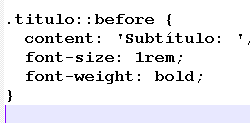 .titulo::before {
content: 'Subtítulo: ',
font-size: 1rem;
font-weight: bold;
}